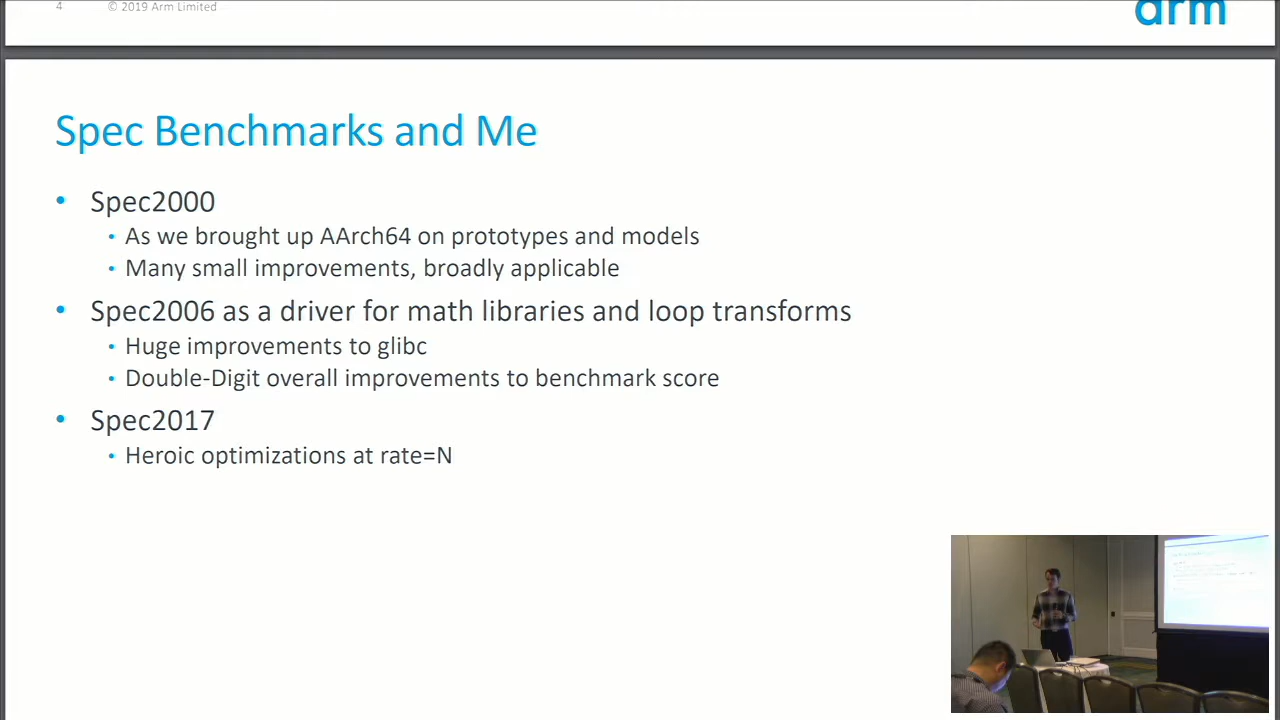 4 © 2019 Arm Limited
arm
Spec Benchmarks and Me
• Spec2000
• As we brought up AArch64 on prototypes and models
• Many small improvements, broadly applicable
• Spec2006 as a driver for math libraries and loop transforms
• Huge improvements to glibc
• Double-Digit overall improvements to benchmark score
• Spec2017
• Heroic optimizations at rate=N